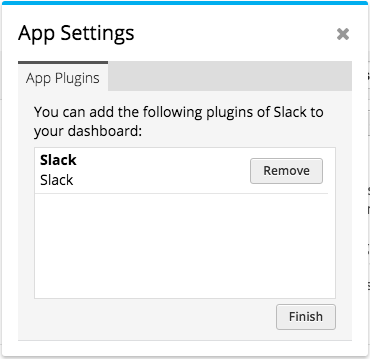 App Settings
App Plugins
You can add the following plugins of Slack to
your dashboard:
Slack
Slack
Remove
Finish